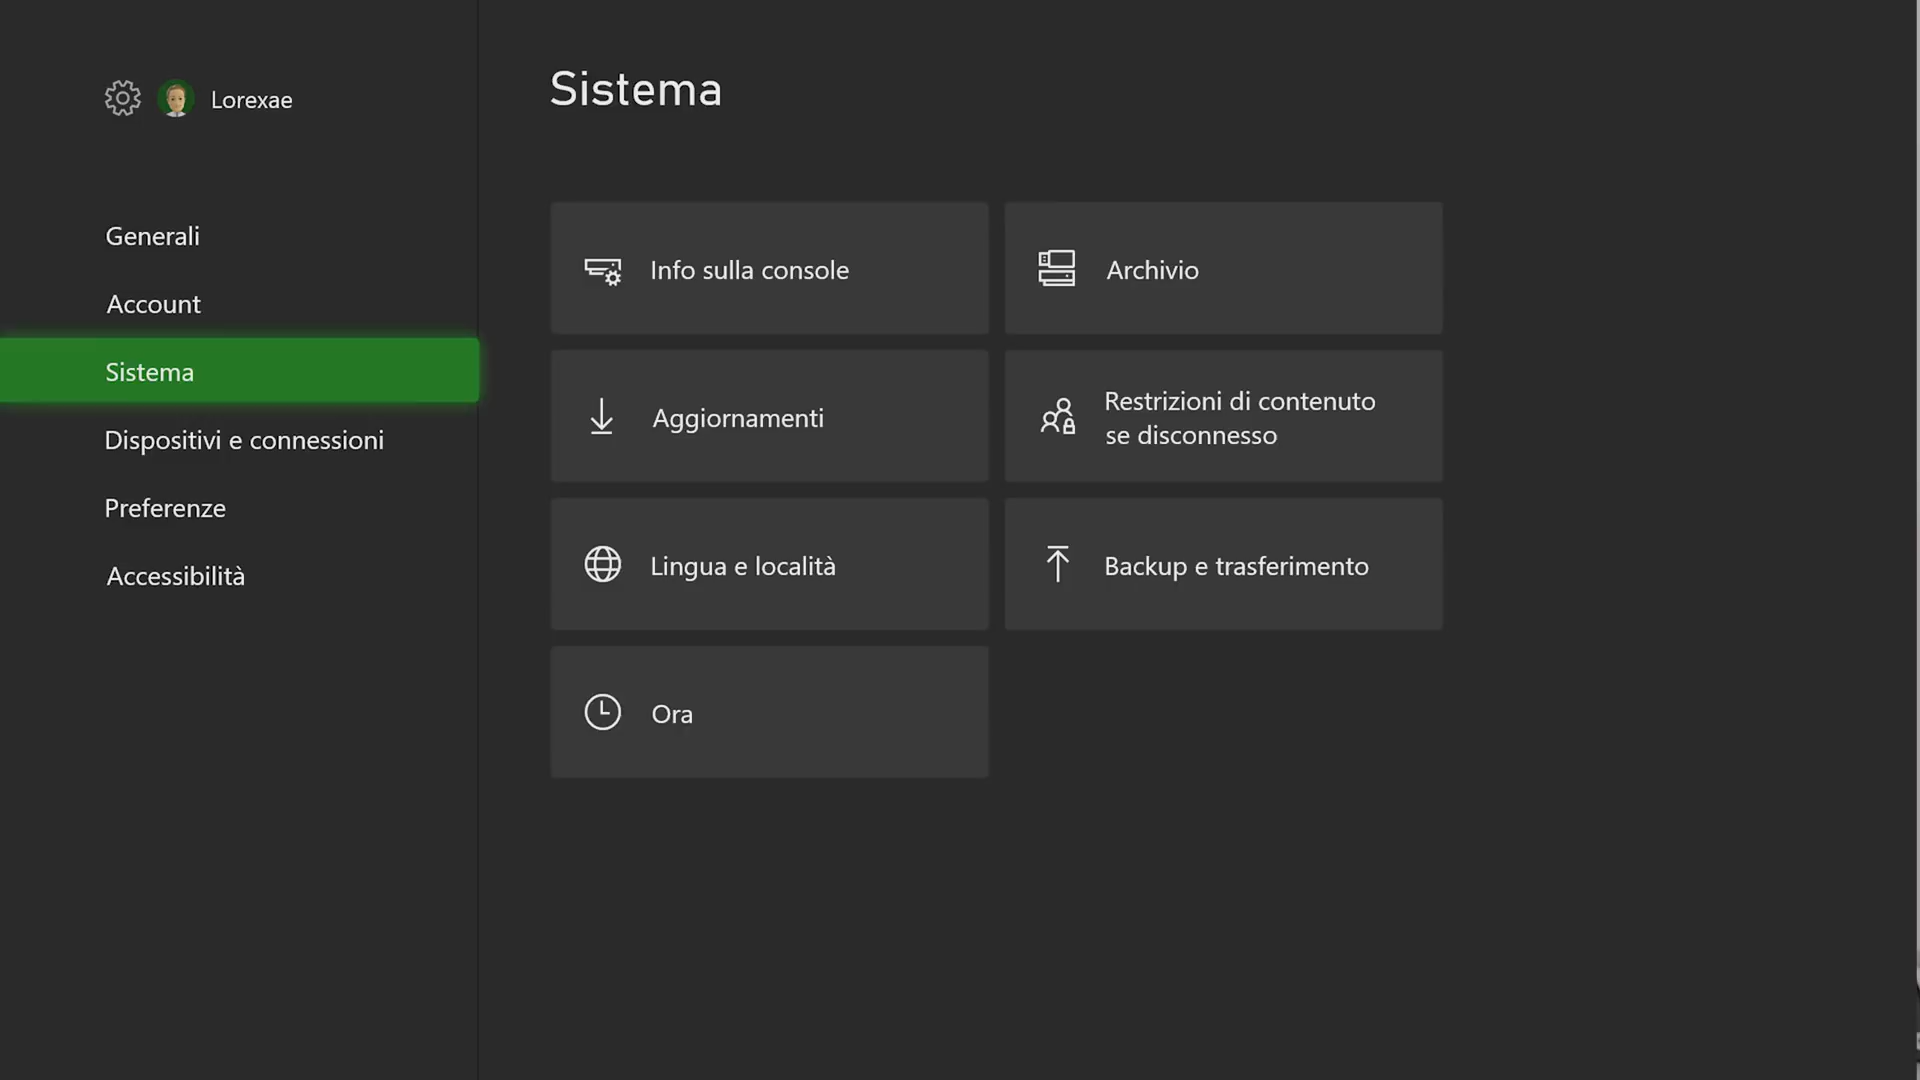 Lorexae
Generali
Account
Sistema
Dispositivi e connessioni
Preferenze
Accessibilità
Sistema
Info sulla console
Archivio
Aggiornamenti
Restrizioni di contenuto
se disconnesso
Lingua e località
Backup e trasferimento
Ora